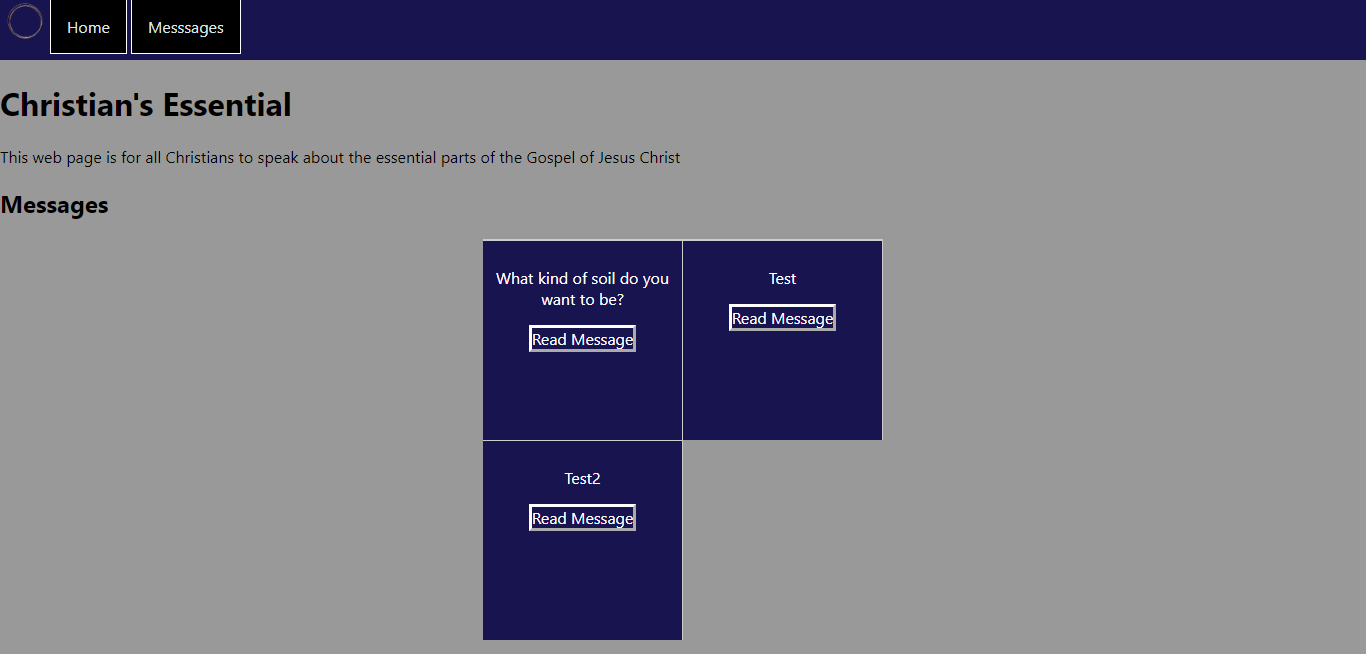 Home
Messsages
Christian's Essential
This web page is for all Christians to speak about the essential parts of the Gospel of Jesus Christ
Messages
What kind of soil do you
want to be?
Read Message
Test
Read Message
Test2
Read Message